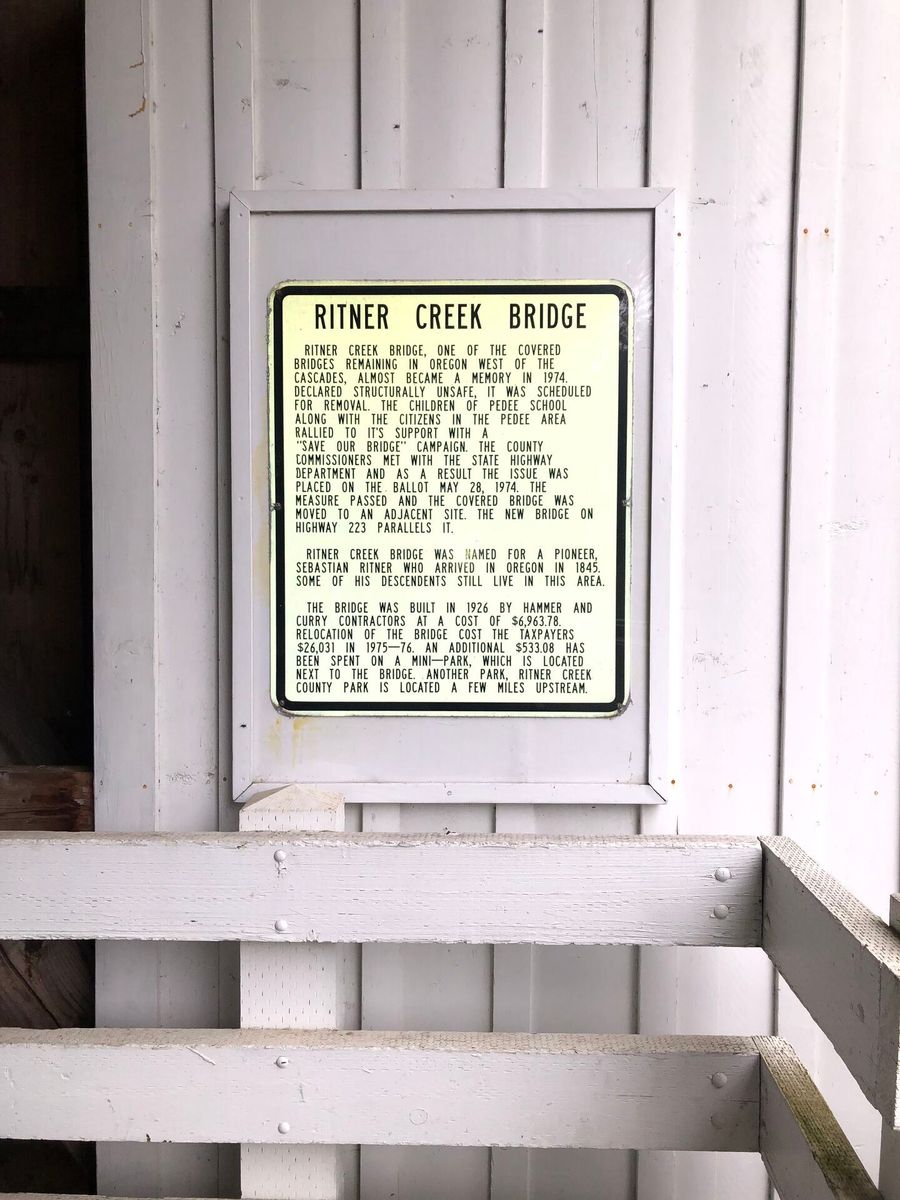 RITNER CREEK BRIDGE
RITNER CREEK BRIDGE, ONE OF THE COVERED
BRIDGES REMAINING IN OREGON WEST OF THE
CASCADES, ALMOST BECAME A MEMORY IN 1974.
DECLARED STRUCTURALLY UNSAFE, IT WAS SCHEDULED
FOR REMOVAL. THE CHILDREN OF PEDEE SCHOOL
ALONG WITH THE CITIZENS IN THE PEDEE AREA
RALLIED TO IT'S SUPPORT WITH A
"SAVE OUR BRIDGE" CAMPAIGN. THE COUNTY
COMMISSIONERS MET WITH THE STATE HIGHWAY
DEPARTMENT AND AS A RESULT THE ISSUE WAS
PLACED ON THE BALLOT MAY 28, 1974. THE
MEASURE PASSED AND THE COVERED BRIDGE WAS
MOVED TO AN ADJACENT SITE. THE NEW BRIDGE ON
HIGHWAY 223 PARALLELS IT.
RITNER CREEK BRIDGE WAS NAMED FOR A PIONEER,
SEBASTIAN RITNER WHO ARRIVED IN OREGON IN 1845.
SOME OF HIS DESCENDENTS STILL LIVE IN THIS AREA.
THE BRIDGE WAS BUILT IN 1926 BY HAMMER AND
CURRY CONTRACTORS AT A COST OF $6,963.78.
RELOCATION OF THE BRIDGE COST THE TAXPAYERS
$26,031 IN 1975—76. AN ADDITIONAL $533.08 HAS
BEEN SPENT ON A MINI—PARK, WHICH IS LOCATED
NEXT TO THE BRIDGE. ANOTHER PARK, RITNER CREEK
COUNTY PARK IS LOCATED A FEW MILES UPSTREAM.